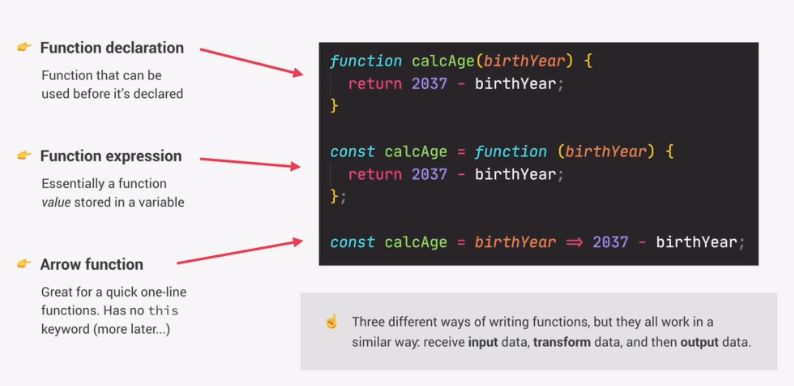 👉 Function declaration
Function that can be
used before it's declared
function calcAge(birthYear) {
return 2037 - birthYear;
}
👉 Function expression
Essentially a function
value stored in a variable
const calcAge = function (birthYear) {
return 2037 - birthYear;
};
👉 Arrow function
Great for a quick one-line
functions. Has no this
keyword (more later...)
const calcAge = birthYear => 2037 - birthYear;
☝️ Three different ways of writing functions, but they all work in a
similar way: receive input data, transform data, and then output data.